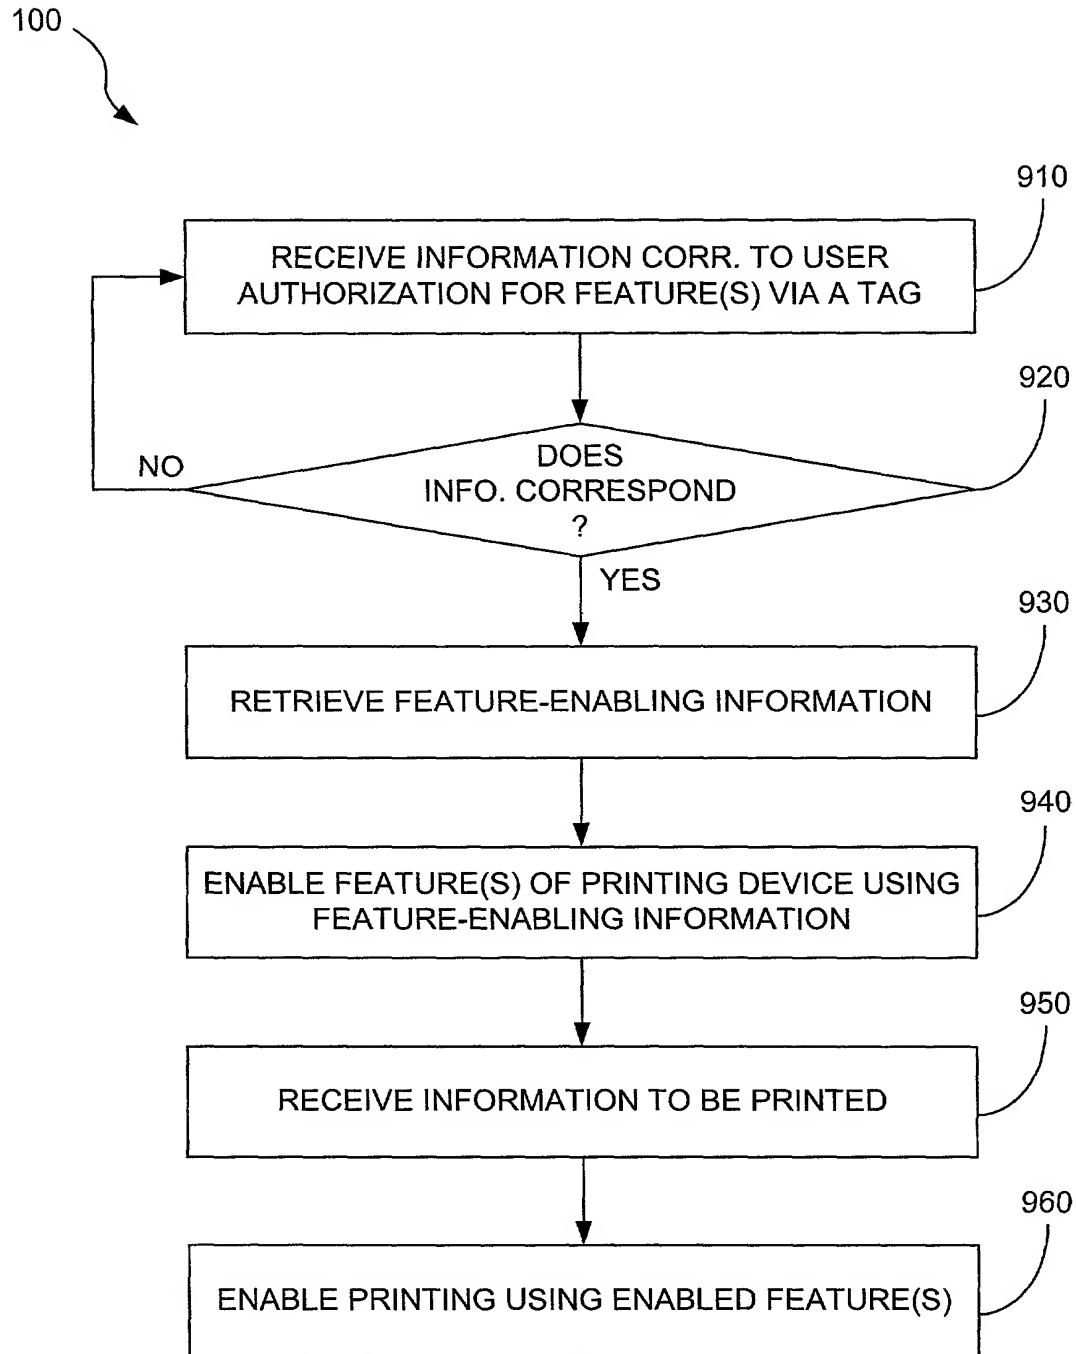 100
910
RECEIVE INFORMATION CORR. TO USER
AUTHORIZATION FOR FEATURE(S) VIA A TAG
920
DOES
INFO. CORRESPOND
?
NO
YES
930
RETRIEVE FEATURE-ENABLING INFORMATION
940
ENABLE FEATURE(S) OF PRINTING DEVICE USING
FEATURE-ENABLING INFORMATION
950
RECEIVE INFORMATION TO BE PRINTED
960
ENABLE PRINTING USING ENABLED FEATURE(S)